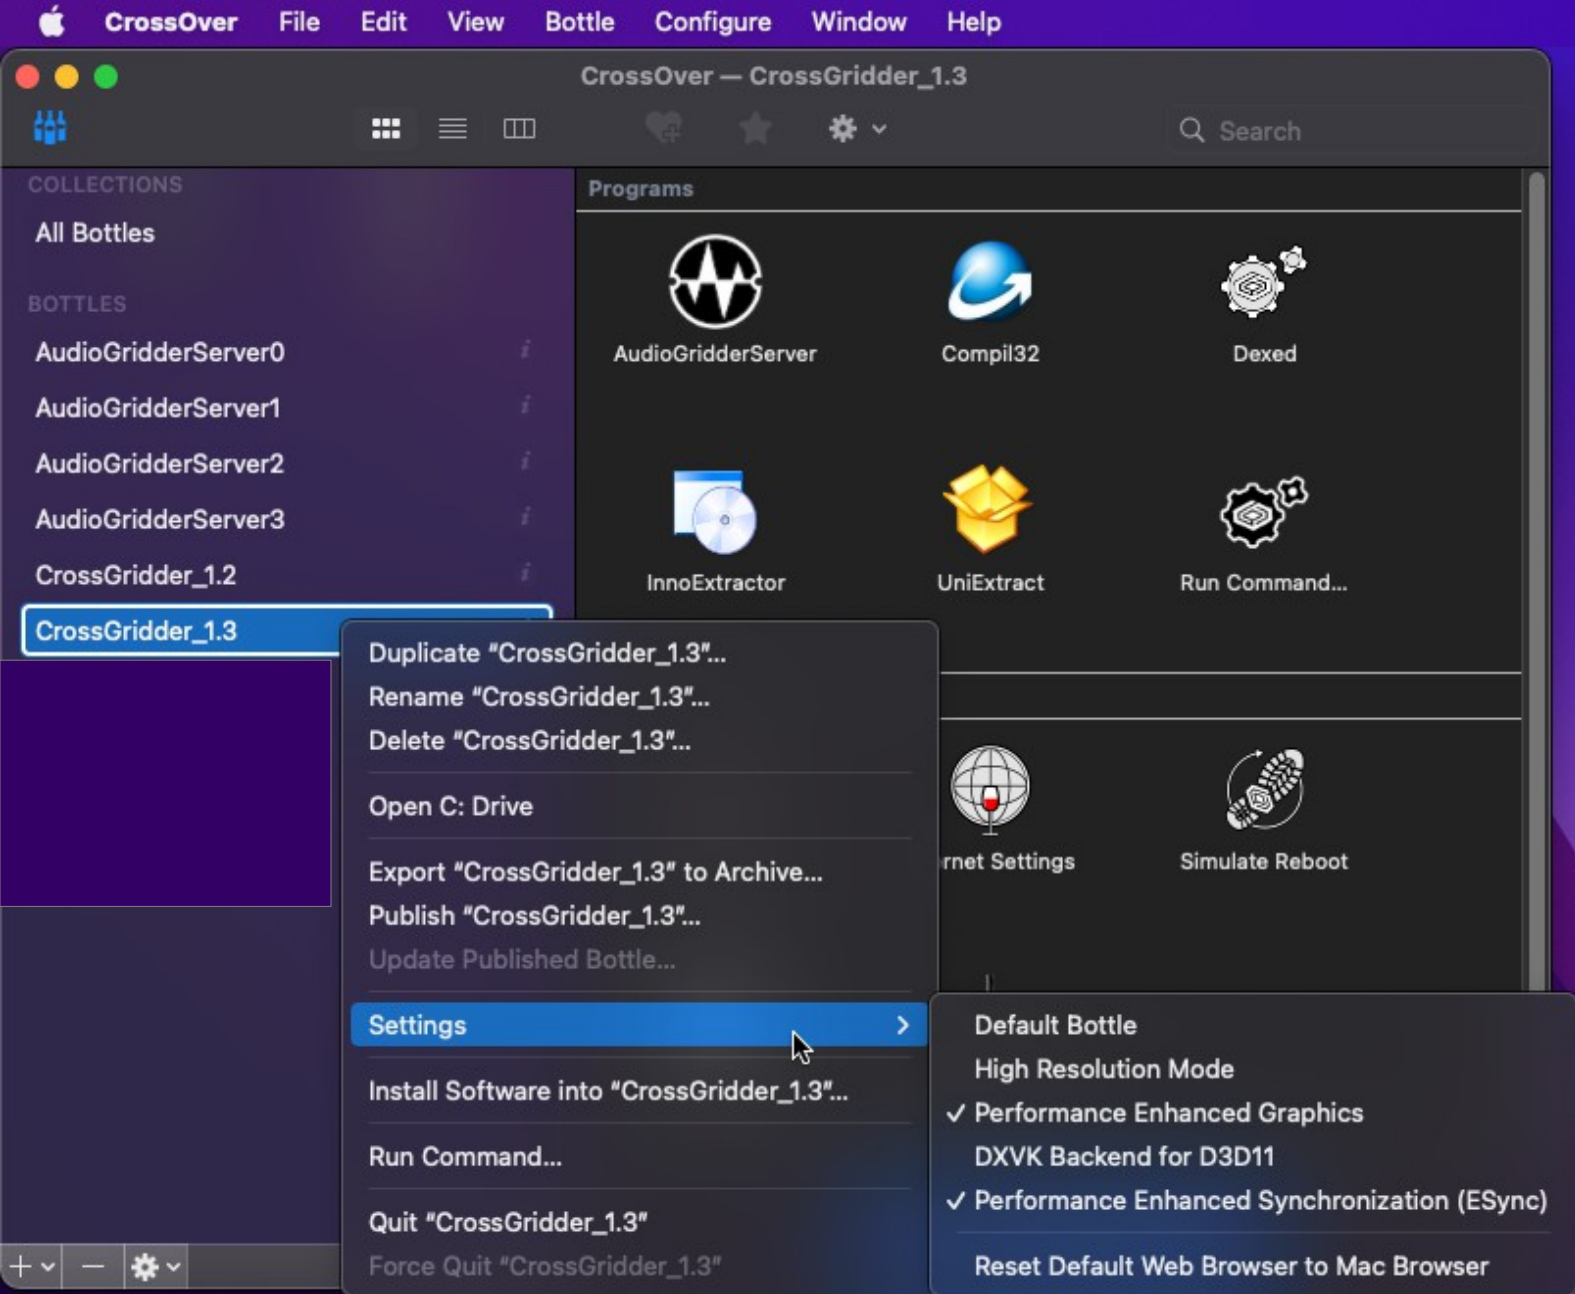 CrossOver File Edit View Bottle Configure Window Help
CrossOver — CrossGridder_1.3
Search
COLLECTIONS
All Bottles
BOTTLES
AudioGridderServer0
AudioGridderServer1
AudioGridderServer2
AudioGridderServer3
CrossGridder_1.2
CrossGridder_1.3
Programs
AudioGridderServer Compil32 Dexed
InnoExtractor UniExtract Run Command...
rnet Settings Simulate Reboot
Duplicate “CrossGridder_1.3”...
Rename “CrossGridder_1.3”...
Delete “CrossGridder_1.3”...
Open C: Drive
Export “CrossGridder_1.3” to Archive...
Publish “CrossGridder_1.3”...
Update Published Bottle...
Settings
Install Software into “CrossGridder_1.3”...
Run Command...
Quit “CrossGridder_1.3”
Force Quit “CrossGridder_1.3”
Default Bottle
High Resolution Mode
✓ Performance Enhanced Graphics
DXVK Backend for D3D11
✓ Performance Enhanced Synchronization (ESync)
Reset Default Web Browser to Mac Browser